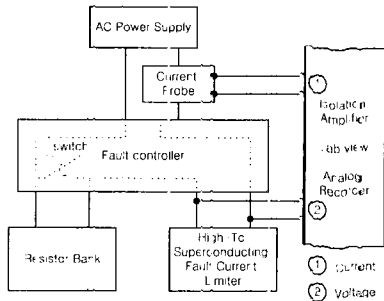 AC Power Supply
Current
Probe
①
Isolation
Amplifier
Lab view
Analog
Recorder
②
switch
Fault controller
Resistor Bank
High-Tc
Superconducting
Fault Current
Limiter
① Current
② Voltage